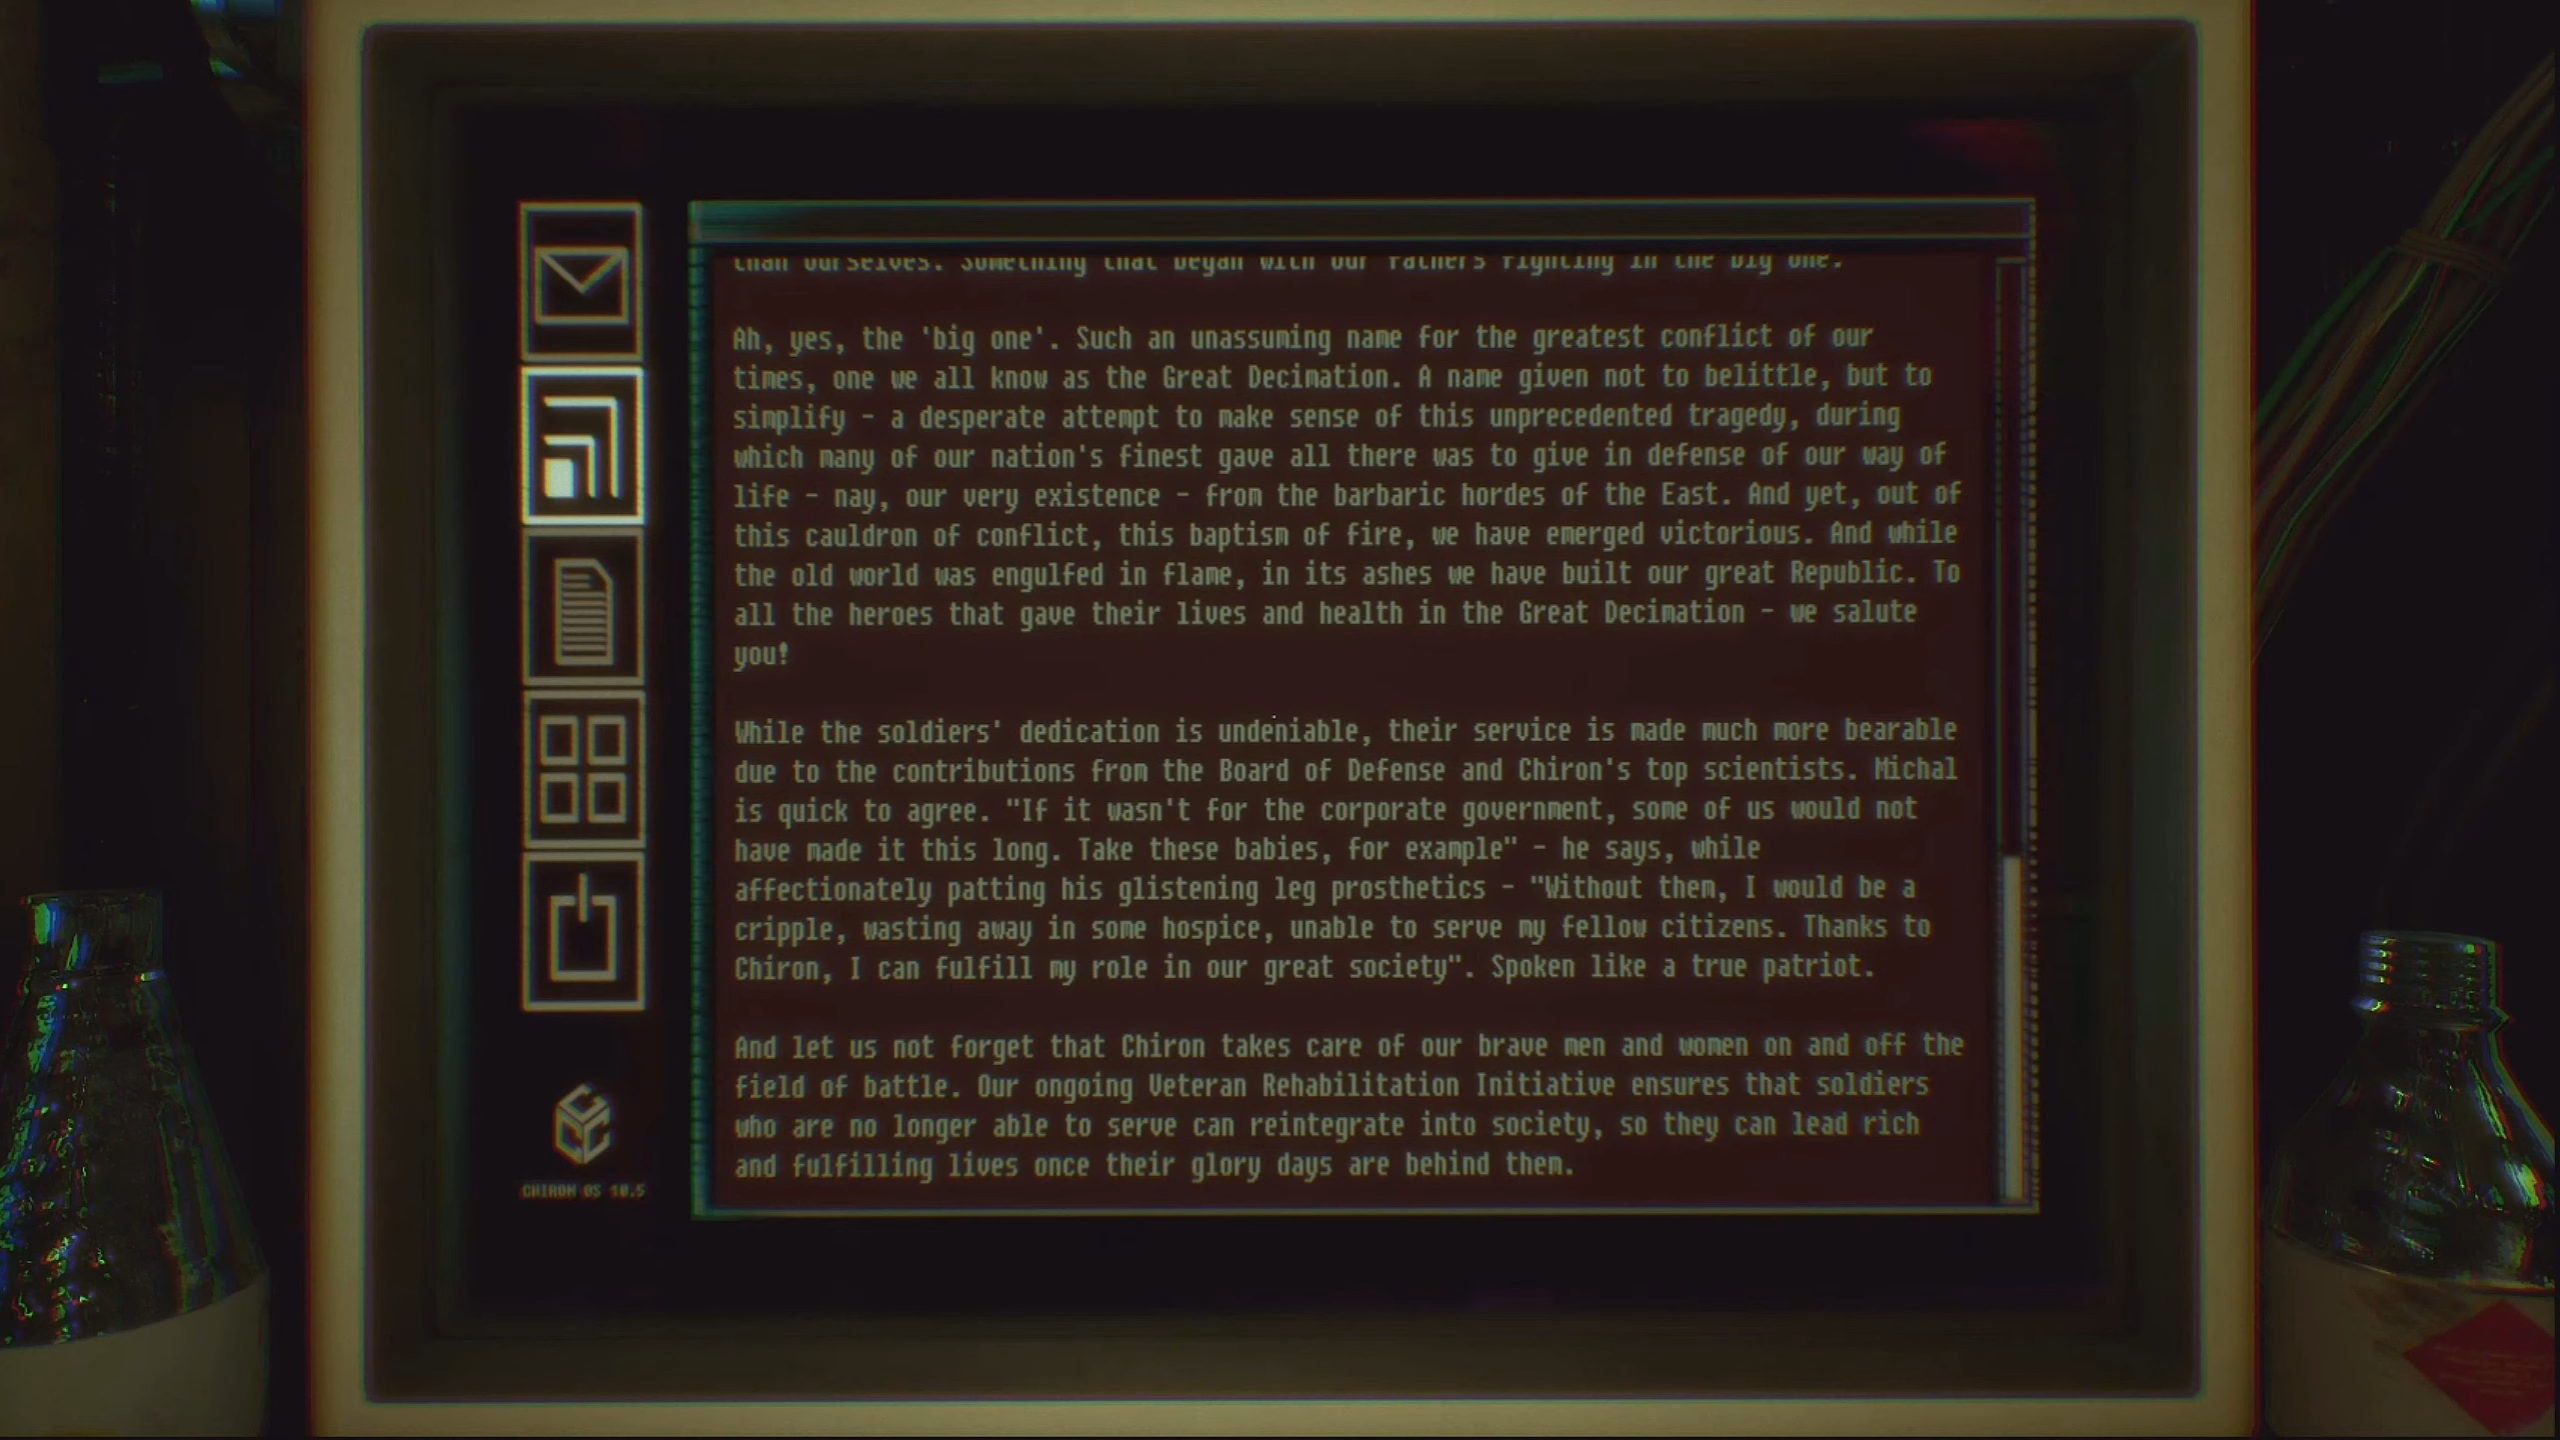 than ourselves. Something that began with our fathers fighting in the big one.
Ah, yes, the 'big one'. Such an unassuming name for the greatest conflict of our
times, one we all know as the Great Decimation. A name given not to belittle, but to
simplify - a desperate attempt to make sense of this unprecedented tragedy, during
which many of our nation's finest gave all there was to give in defense of our way of
life - nay, our very existence - from the barbaric hordes of the East. And yet, out of
this cauldron of conflict, this baptism of fire, we have emerged victorious. And while
the old world was engulfed in flame, in its ashes we have built our great Republic. To
all the heroes that gave their lives and health in the Great Decimation - we salute
you!
While the soldiers' dedication is undeniable, their service is made much more bearable
due to the contributions from the Board of Defense and Chiron's top scientists. Michal
is quick to agree. "If it wasn't for the corporate government, some of us would not
have made it this long. Take these babies, for example" - he says, while
affectionately patting his glistening leg prosthetics - "Without them, I would be a
cripple, wasting away in some hospice, unable to serve my fellow citizens. Thanks to
Chiron, I can fulfill my role in our great society". Spoken like a true patriot.
And let us not forget that Chiron takes care of our brave men and women on and off the
field of battle. Our ongoing Veteran Rehabilitation Initiative ensures that soldiers
who are no longer able to serve can reintegrate into society, so they can lead rich
and fulfilling lives once their glory days are behind them.
CHIRON OS 10.5